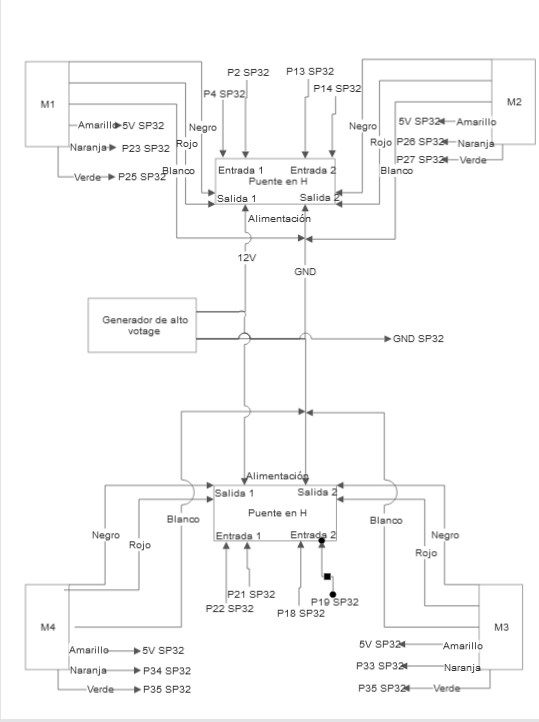 P2 SP32
P13 SP32
P4 SP32
P14 SP32
M1
M2
Amarillo
5V SP32
Negro
Negro
5V SP32
Amarillo
Naranja
P23 SP32
Rojo
Rojo
P26 SP32
Naranja
Verde
P25 SP32
Blanco
Blanco
P27 SP32
Verde
Entrada 1
Entrada 2
Puente en H
Salida 1
Salida 2
Alimentación
12V
GND
Generador de alto
votage
GND SP32
Alimentación
Salida 1
Salida 2
Puente en H
Entrada 1
Entrada 2
Negro
Rojo
Blanco
Blanco
Negro
Rojo
P21 SP32
P22 SP32
P18 SP32
P19 SP32
M4
M3
Amarillo
5V SP32
5V SP32
Amarillo
Naranja
P34 SP32
P33 SP32
Naranja
Verde
P35 SP32
P35 SP32
Verde